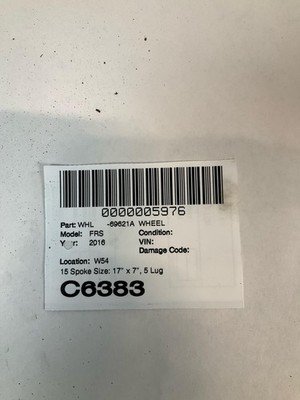 0000005976
Part: WHL -69621A WHEEL
Model: FRS Condition:
Year: 2016 VIN:
Damage Code:
Location: W54
15 Spoke Size: 17" x 7", 5 Lug
C6383